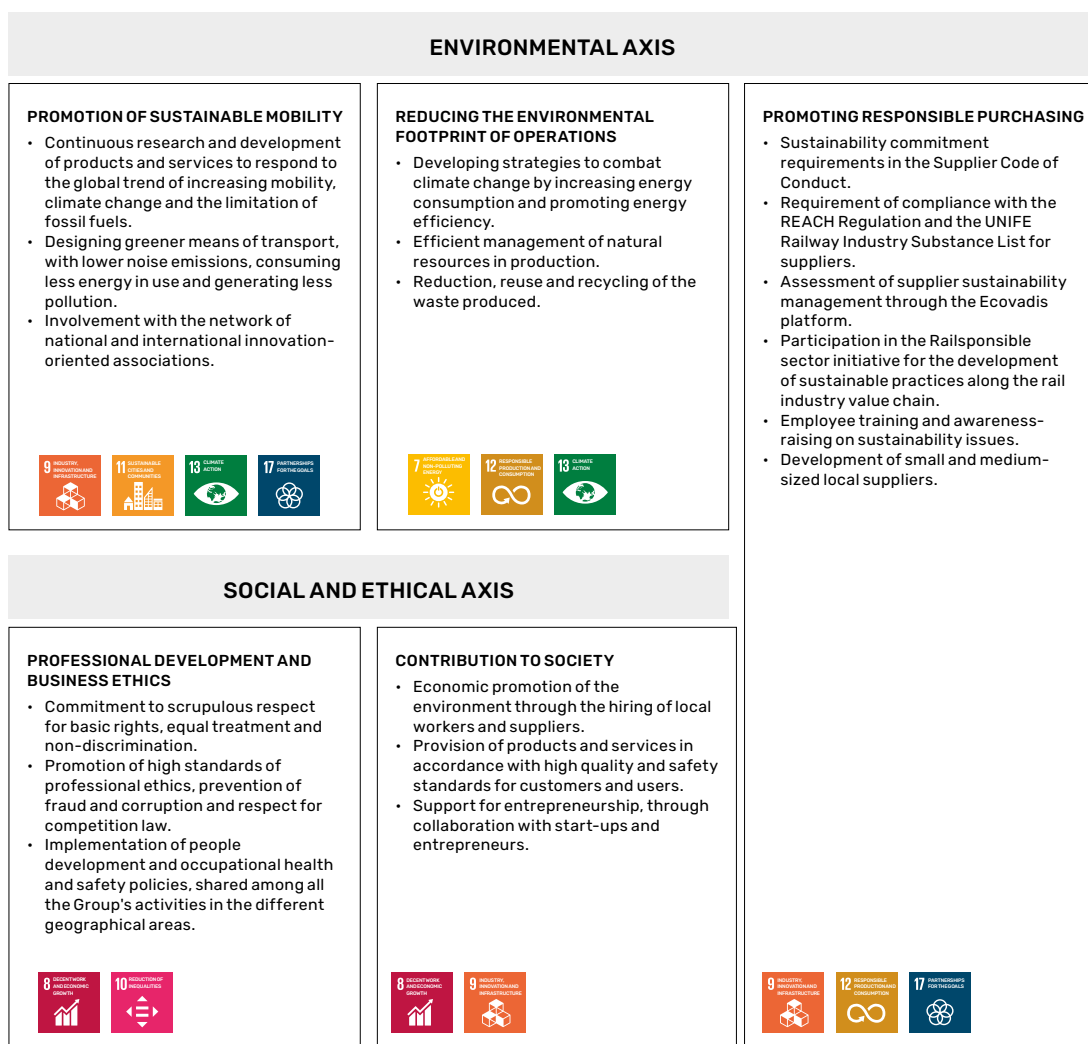 ENVIRONMENTAL AXIS
PROMOTION OF SUSTAINABLE MOBILITY
• Continuous research and development
of products and services to respond to
the global trend of increasing mobility,
climate change and the limitation of
fossil fuels.
• Designing greener means of transport,
with lower noise emissions, consuming
less energy in use and generating less
pollution.
• Involvement with the network of
national and international innovation-
oriented associations.
9 INDUSTRY,
INNOVATION AND
INFRASTRUCTURE
11 SUSTAINABLE
CITIES AND
COMMUNITIES
13 CLIMATE
ACTION
17 PARTNERSHIPS
FOR THE GOALS
REDUCING THE ENVIRONMENTAL
FOOTPRINT OF OPERATIONS
• Developing strategies to combat
climate change by increasing energy
consumption and promoting energy
efficiency.
• Efficient management of natural
resources in production.
• Reduction, reuse and recycling of the
waste produced.
7 AFFORDABLE AND
NON-POLLUTING
ENERGY
12 RESPONSIBLE
PRODUCTION AND
CONSUMPTION
13 CLIMATE
ACTION
PROMOTING RESPONSIBLE PURCHASING
• Sustainability commitment
requirements in the Supplier Code of
Conduct.
• Requirement of compliance with the
REACH Regulation and the UNIFE
Railway Industry Substance List for
suppliers.
• Assessment of supplier sustainability
management through the Ecovadis
platform.
• Participation in the Railsponsible
sector initiative for the development
of sustainable practices along the rail
industry value chain.
• Employee training and awareness-
raising on sustainability issues.
• Development of small and medium-
sized local suppliers.
9 INDUSTRY,
INNOVATION AND
INFRASTRUCTURE
12 RESPONSIBLE
PRODUCTION AND
CONSUMPTION
17 PARTNERSHIPS
FOR THE GOALS
SOCIAL AND ETHICAL AXIS
PROFESSIONAL DEVELOPMENT AND
BUSINESS ETHICS
• Commitment to scrupulous respect
for basic rights, equal treatment and
non-discrimination.
• Promotion of high standards of
professional ethics, prevention of
fraud and corruption and respect for
competition law.
• Implementation of people
development and occupational health
and safety policies, shared among all
the Group's activities in the different
geographical areas.
8 DECENT WORK
AND ECONOMIC
GROWTH
10 REDUCTION OF
INEQUALITIES
CONTRIBUTION TO SOCIETY
• Economic promotion of the
environment through the hiring of local
workers and suppliers.
• Provision of products and services in
accordance with high quality and safety
standards for customers and users.
• Support for entrepreneurship, through
collaboration with start-ups and
entrepreneurs.
8 DECENT WORK
AND ECONOMIC
GROWTH
9 INDUSTRY,
INNOVATION AND
INFRASTRUCTURE